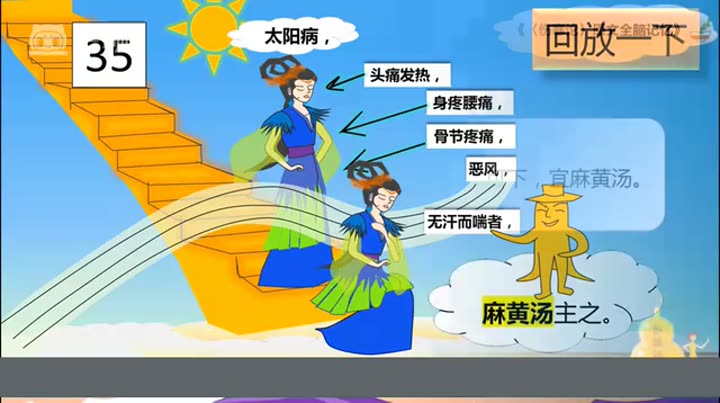 35
太阳病，
回放一下
头痛发热，
身疼腰痛，
骨节疼痛，
恶风，
下，宜麻黄汤。
无汗而喘者，
麻黄汤主之。